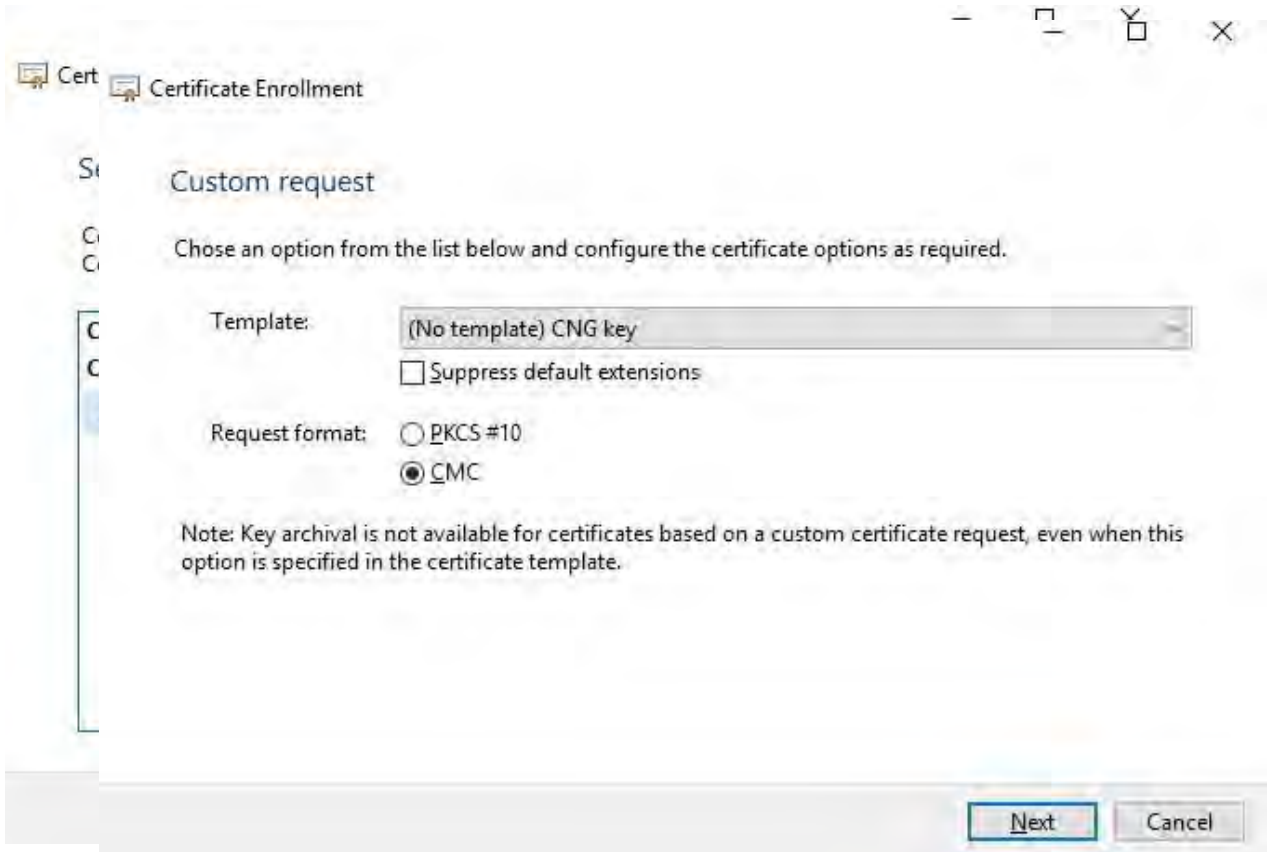 Cert
Certificate Enrollment
Custom request
Chose an option from the list below and configure the certificate options as required.
Template:
(No template) CNG key
Suppress default extensions
Request format:
PKCS #10
CMC
Note: Key archival is not available for certificates based on a custom certificate request, even when this
option is specified in the certificate template.
Next
Cancel